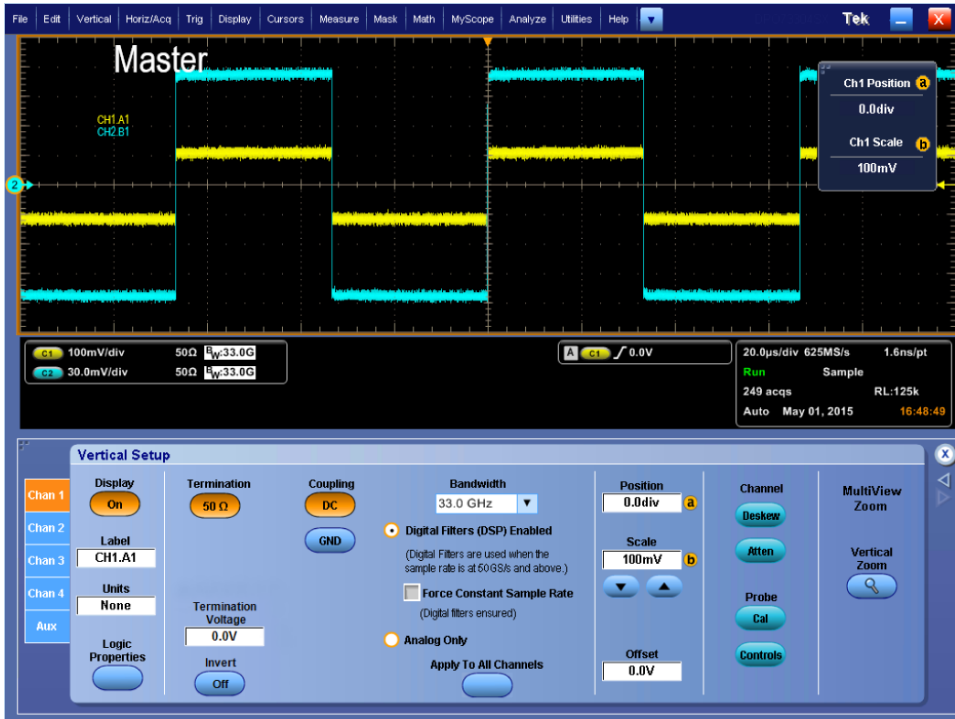 File Edit Vertical Horiz/Acq Trig Display Cursors Measure Mask Math MyScope Analyze Utilities Help Tek X
Master
CH1.A1
CH2.B1
Ch1 Position a
0.0div
Ch1 Scale b
100mV
2
C1 100mV/div 50Ω BW:33.0G
C2 30.0mV/div 50Ω BW:33.0G
A C1 0.0V
20.0µs/div 625MS/s 1.6ns/pt
Run Sample
249 acqs RL:125k
Auto May 01, 2015 16:48:49
Vertical Setup
X
Chan 1
Chan 2
Chan 3
Chan 4
Aux
Display
On
Label
CH1.A1
Units
None
Logic
Properties
Termination
50 Ω
Termination
Voltage
0.0V
Invert
Off
Coupling
DC
GND
Bandwidth
33.0 GHz
Digital Filters (DSP) Enabled
(Digital Filters are used when the
sample rate is at 50GS/s and above.)
Force Constant Sample Rate
(Digital filters ensured)
Analog Only
Apply To All Channels
Position
0.0div a
Scale
100mV b
Offset
0.0V
Channel
Deskew
Atten
Probe
Cal
Controls
MultiView
Zoom
Vertical
Zoom